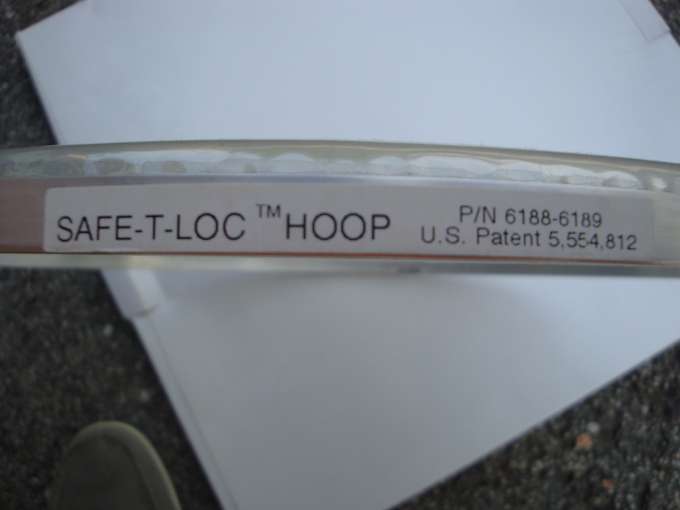 SAFE-T-LOC ™ HOOP
P/N 6188-6189
U.S. Patent 5,554,812